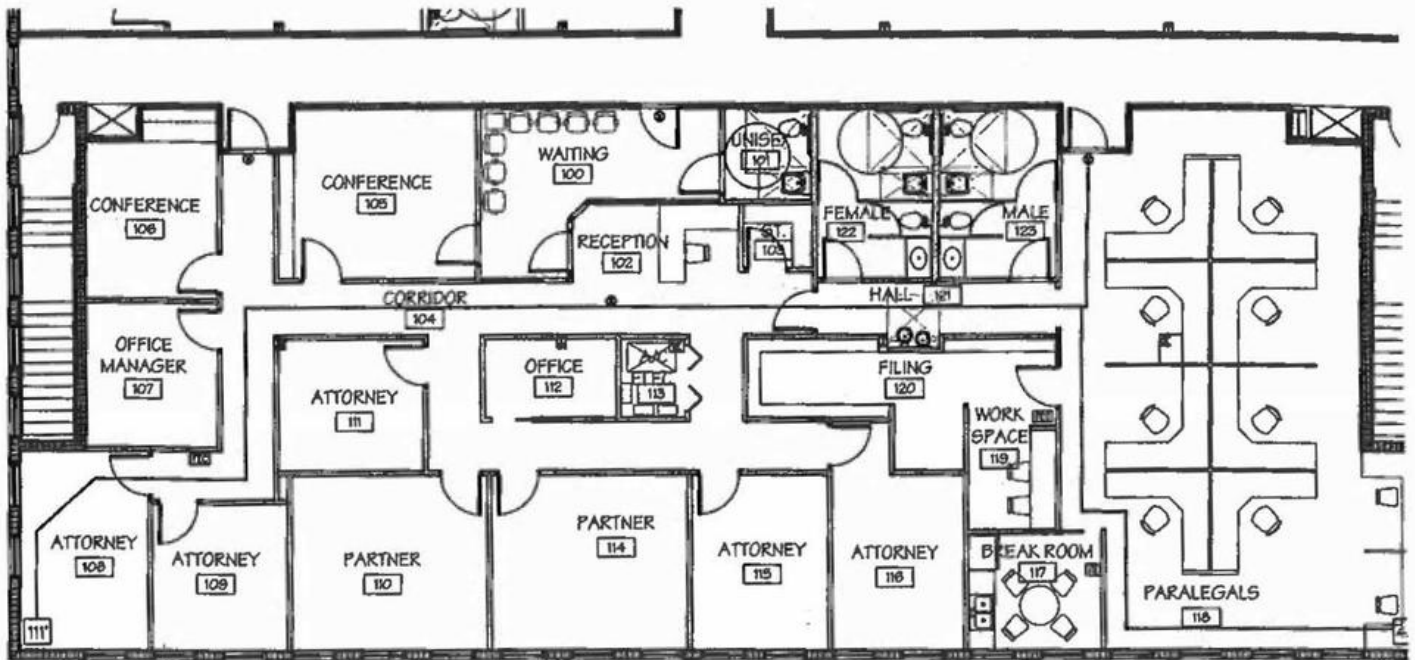 UNISEX
101
WAITING
100
CONFERENCE
105
CONFERENCE
106
FEMALE
122
MALE
123
RECEPTION
102
ST.
103
CORRIDOR
104
HALL
121
OFFICE
MANAGER
107
OFFICE
112
A/C
ELEC
113
FILING
120
ATTORNEY
111
WORK
SPACE
119
PARTNER
114
ATTORNEY
108
ATTORNEY
109
PARTNER
110
ATTORNEY
115
ATTORNEY
116
BREAK ROOM
117
PARALEGALS
118
111'